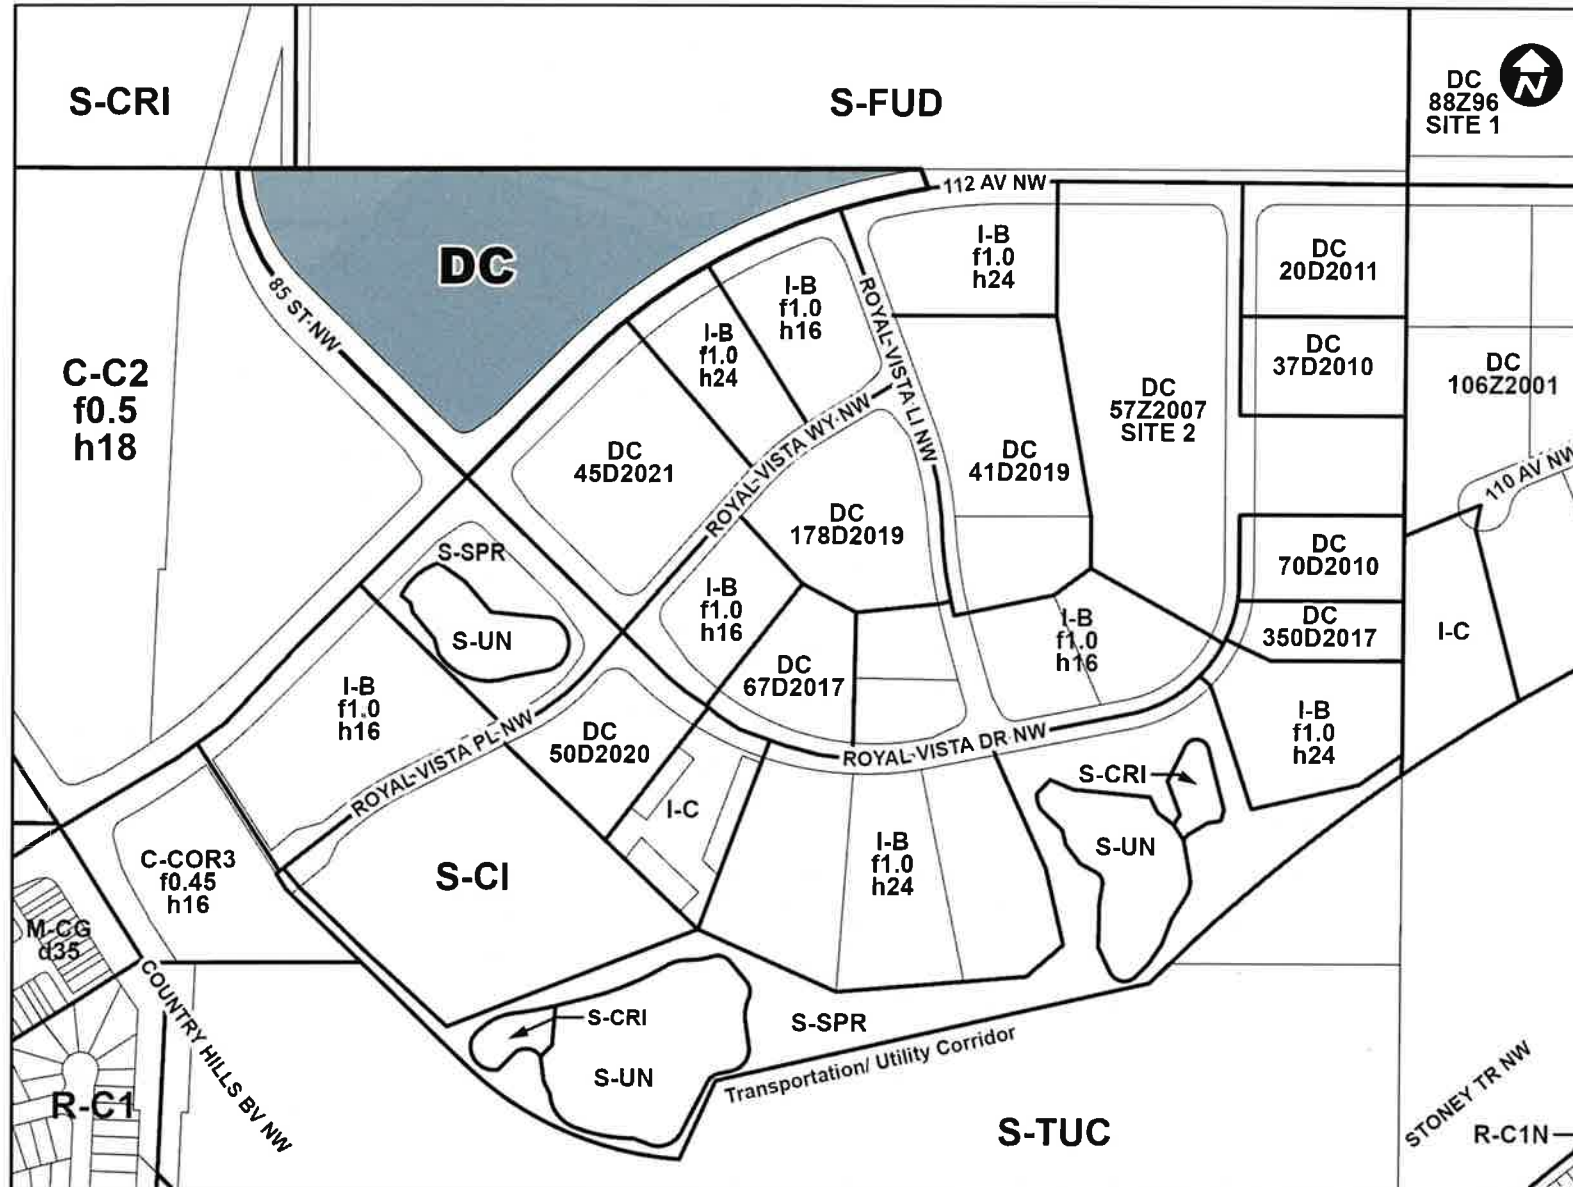 S-CRI
S-FUD
DC
88Z96
SITE 1
N
112 AV NW
DC
85 ST NW
C-C2
f0.5
h18
I-B
f1.0
h24
I-B
f1.0
h16
I-B
f1.0
h24
ROYAL VISTA LI NW
DC
20D2011
DC
37D2010
DC
106Z2001
DC
57Z2007
SITE 2
DC
45D2021
ROYAL VISTA WY NW
DC
41D2019
110 AV NW
DC
178D2019
S-SPR
S-UN
I-B
f1.0
h16
DC
70D2010
DC
350D2017
I-C
I-B
f1.0
h16
DC
67D2017
I-B
f1.0
h16
ROYAL VISTA PL NW
DC
50D2020
ROYAL VISTA DR NW
I-B
f1.0
h24
S-CRI
S-UN
I-C
I-B
f1.0
h24
C-COR3
f0.45
h16
S-CI
M-CG
d35
COUNTRY HILLS BV NW
S-CRI
S-UN
S-SPR
Transportation/ Utility Corridor
R-C1
S-TUC
STONEY TR NW
R-C1N